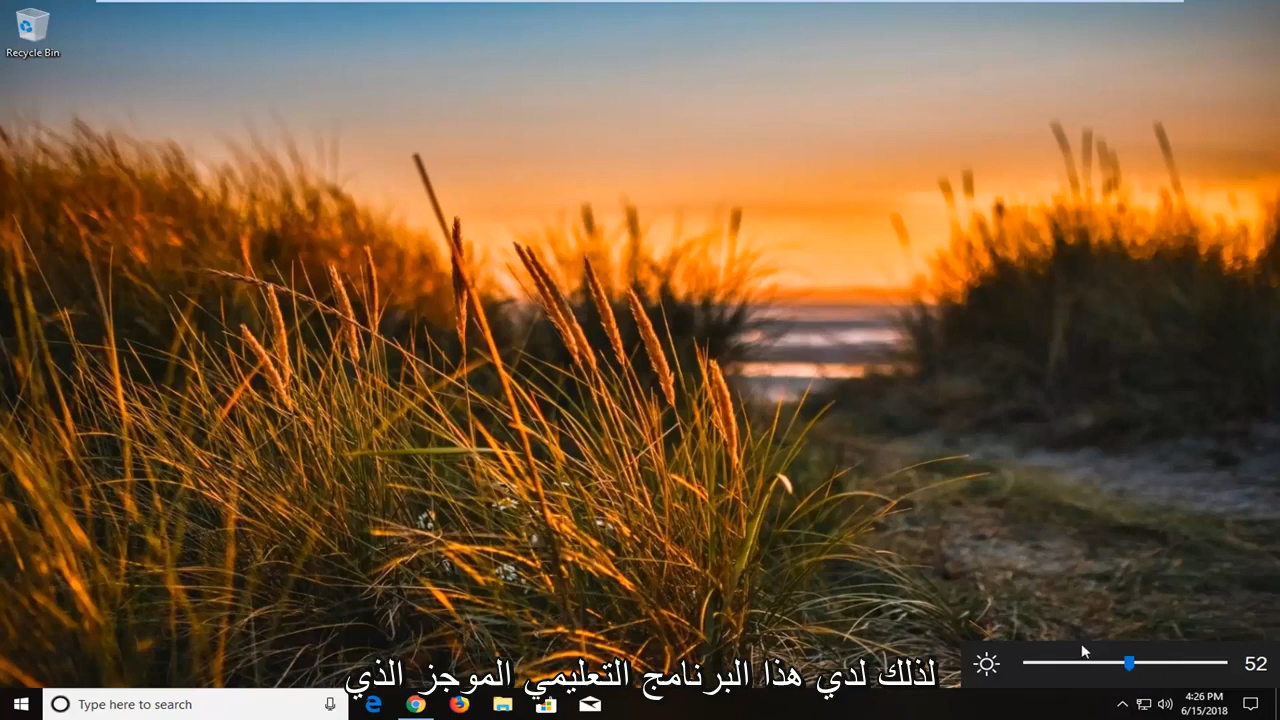 Recycle Bin
52
لذلك لدي هذا البرنامج التعليمي الموجز الذي
Type here to search
4:26 PM
6/15/2018